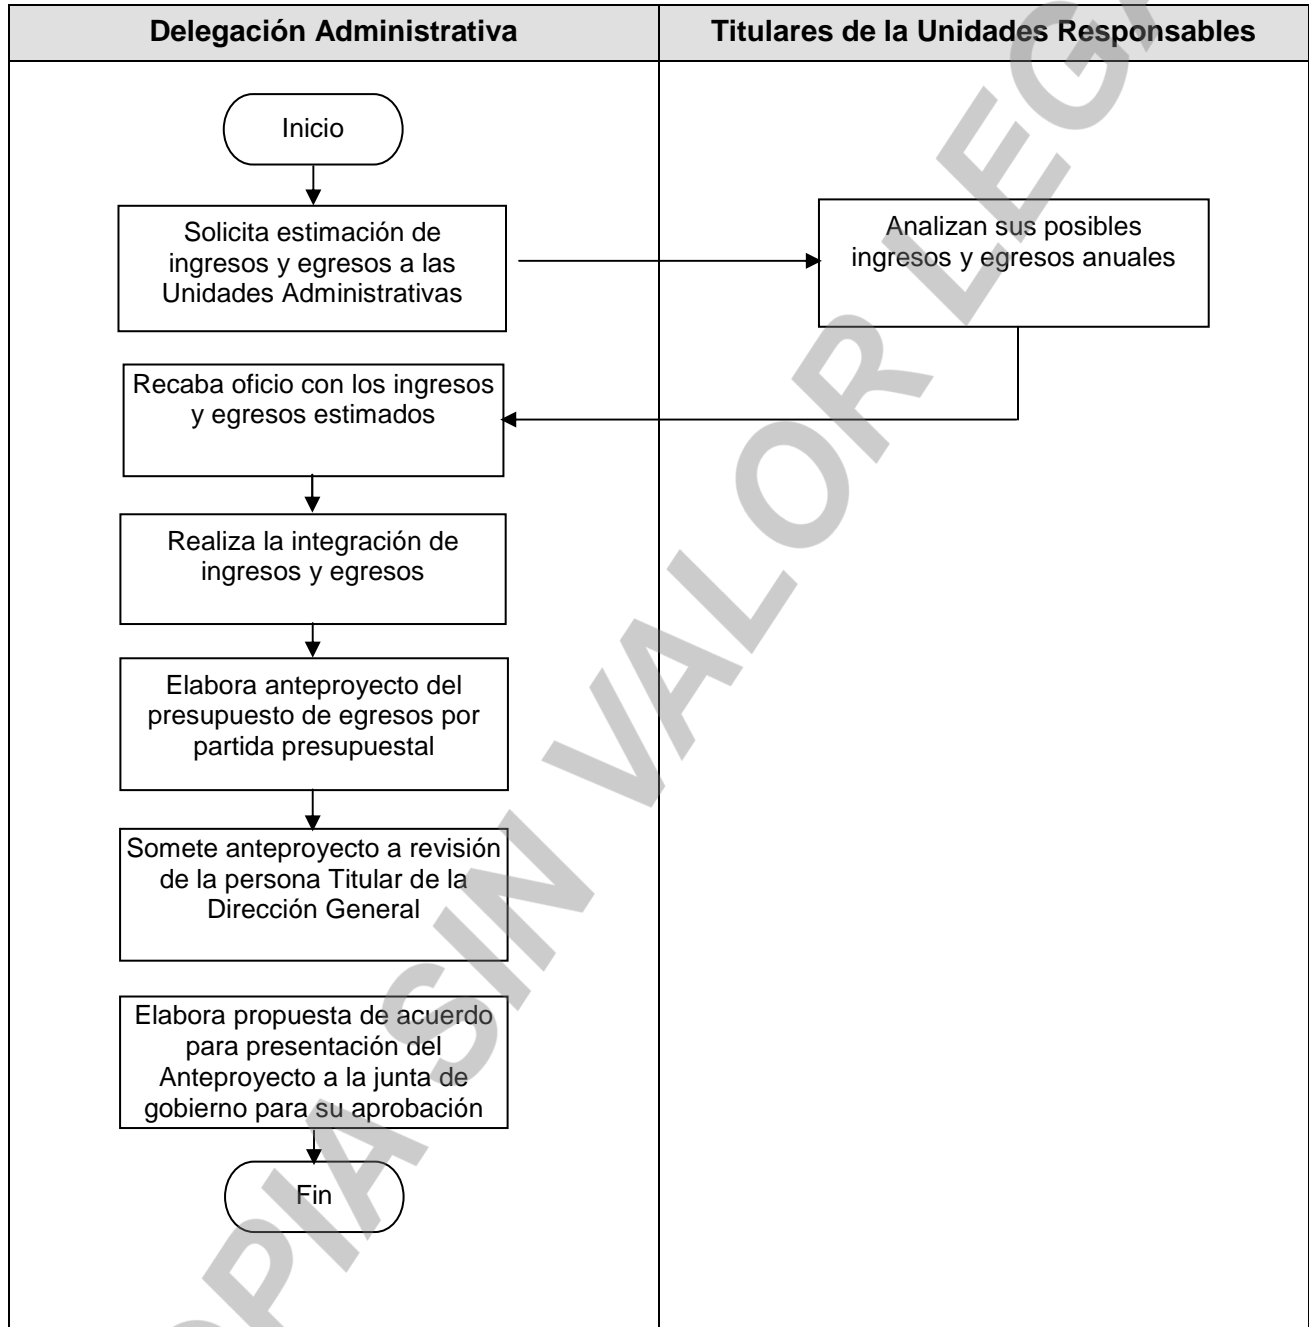 Delegación Administrativa
Titulares de la Unidades Responsables
Inicio
Solicita estimación de
ingresos y egresos a las
Unidades Administrativas
Analizan sus posibles
ingresos y egresos anuales
Recaba oficio con los ingresos
y egresos estimados
Realiza la integración de
ingresos y egresos
Elabora anteproyecto del
presupuesto de egresos por
partida presupuestal
Somete anteproyecto a revisión
de la persona Titular de la
Dirección General
Elabora propuesta de acuerdo
para presentación del
Anteproyecto a la junta de
gobierno para su aprobación
Fin
OPIA SIN VALOR LEGA